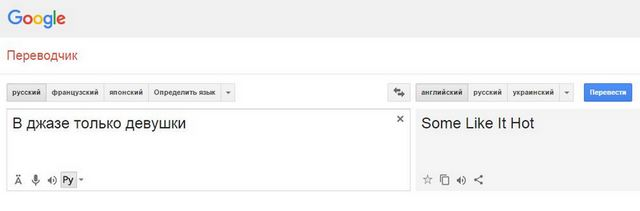 Google
Переводчик
русский французский японский Определить язык английский русский украинский Перевести
В джазе только девушки
Some Like It Hot
Ä Ру